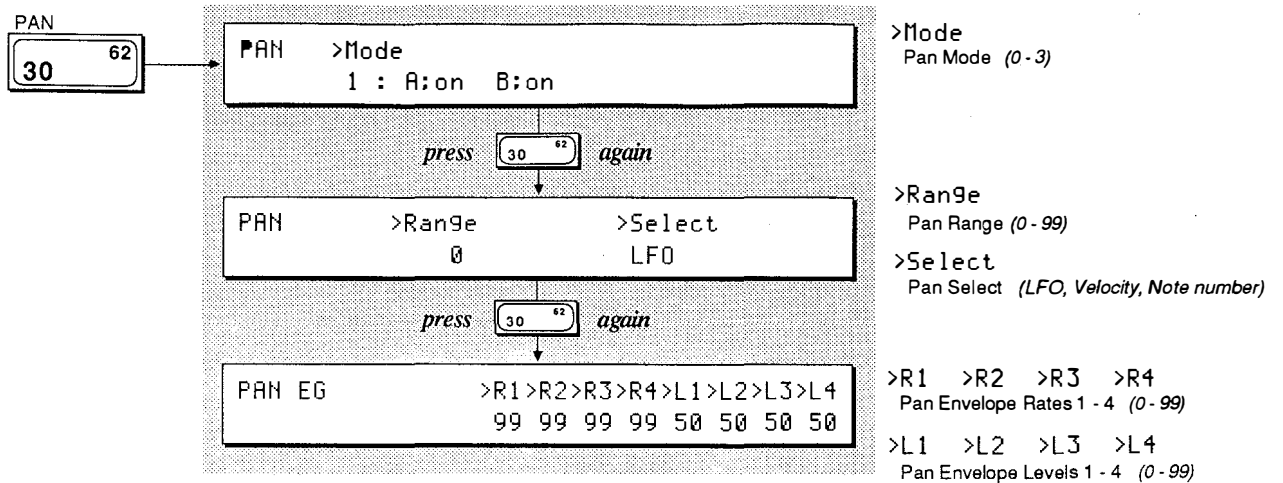 PAN
30 62
PAN >Mode
1 : A;on B;on
>Mode
Pan Mode (0 - 3)
press 30 62 again
PAN >Range >Select
0 LFO
>Range
Pan Range (0 - 99)
>Select
Pan Select (LFO, Velocity, Note number)
press 30 62 again
PAN EG >R1>R2>R3>R4>L1>L2>L3>L4
99 99 99 99 50 50 50 50
>R1 >R2 >R3 >R4
Pan Envelope Rates 1 - 4 (0 - 99)
>L1 >L2 >L3 >L4
Pan Envelope Levels 1 - 4 (0 - 99)